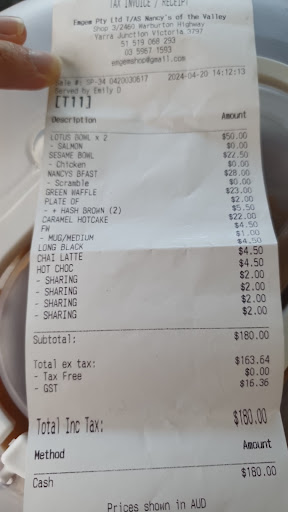 TAX INVOICE / RECEIPT
Empem Pty Ltd T/AS Nancy's of the Valley
Shop 3/2460 Warburton Highway
Yarra Junction Victoria 3797
51 519 068 293
03 5967 1593
empemshop@gmail.com
Sale #: SP-34 0420030617 2024-04-20 14:12:13
Served by Emily D
[T11]
Description Amount
LOTUS BOWL x 2 $50.00
- SALMON $0.00
SESAME BOWL $22.50
- Chicken $0.00
NANCYS BFAST $28.00
- Scramble $0.00
GREEN WAFFLE $23.00
PLATE OF $2.00
- + HASH BROWN (2) $5.50
CARAMEL HOTCAKE $22.00
FW $4.50
- MUG/MEDIUM $1.00
LONG BLACK $4.50
CHAI LATTE $4.50
HOT CHOC $4.50
- SHARING $2.00
- SHARING $2.00
- SHARING $2.00
- SHARING $2.00
Subtotal: $180.00
Total ex tax: $163.64
- Tax Free $0.00
- GST $16.36
Total Inc Tax: $180.00
Method Amount
Cash $180.00
Prices shown in AUD